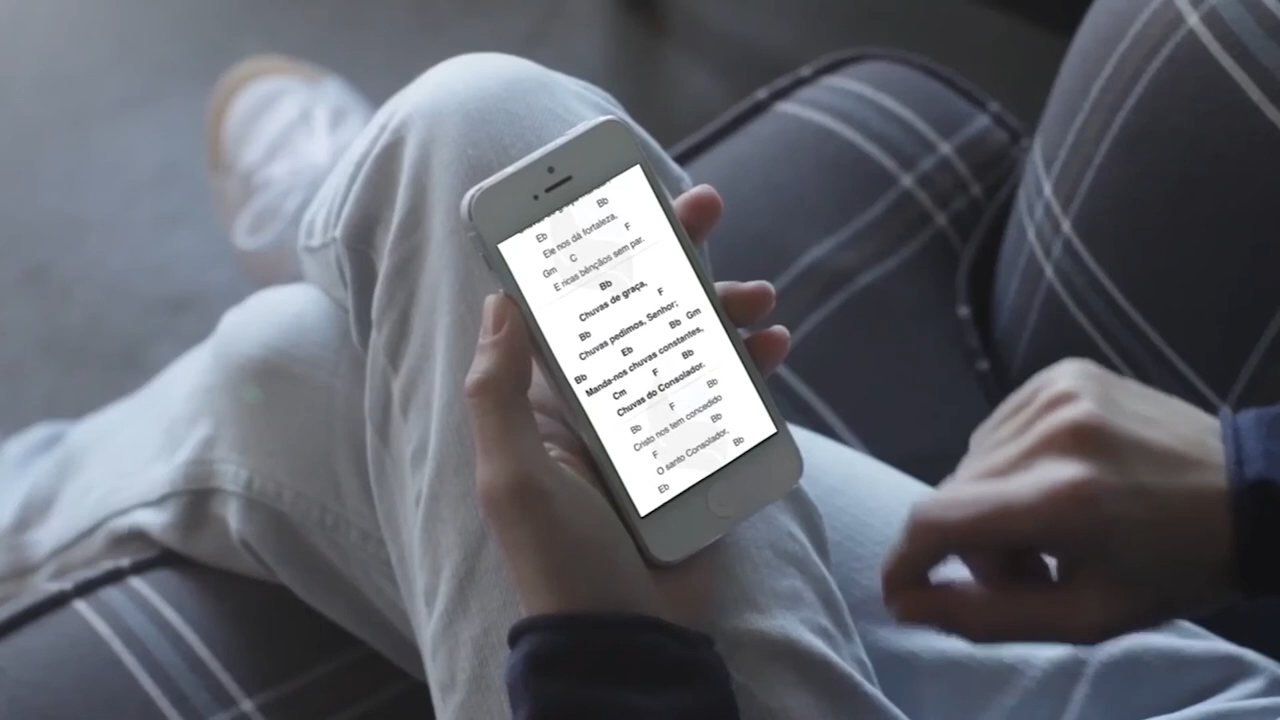 Bb
Eb
Ele nos dá fortaleza,
F
Gm C
E ricas bênçãos sem par.
Bb
Chuvas de graça,
F
Bb
Chuvas pedimos, Senhor;
Bb Gm
Eb
Manda-nos chuvas constantes,
Bb
Bb
Cm F
Chuvas do Consolador.
Bb
Bb F
Cristo nos tem concedido
Bb
F
O santo Consolador,
Bb
Eb